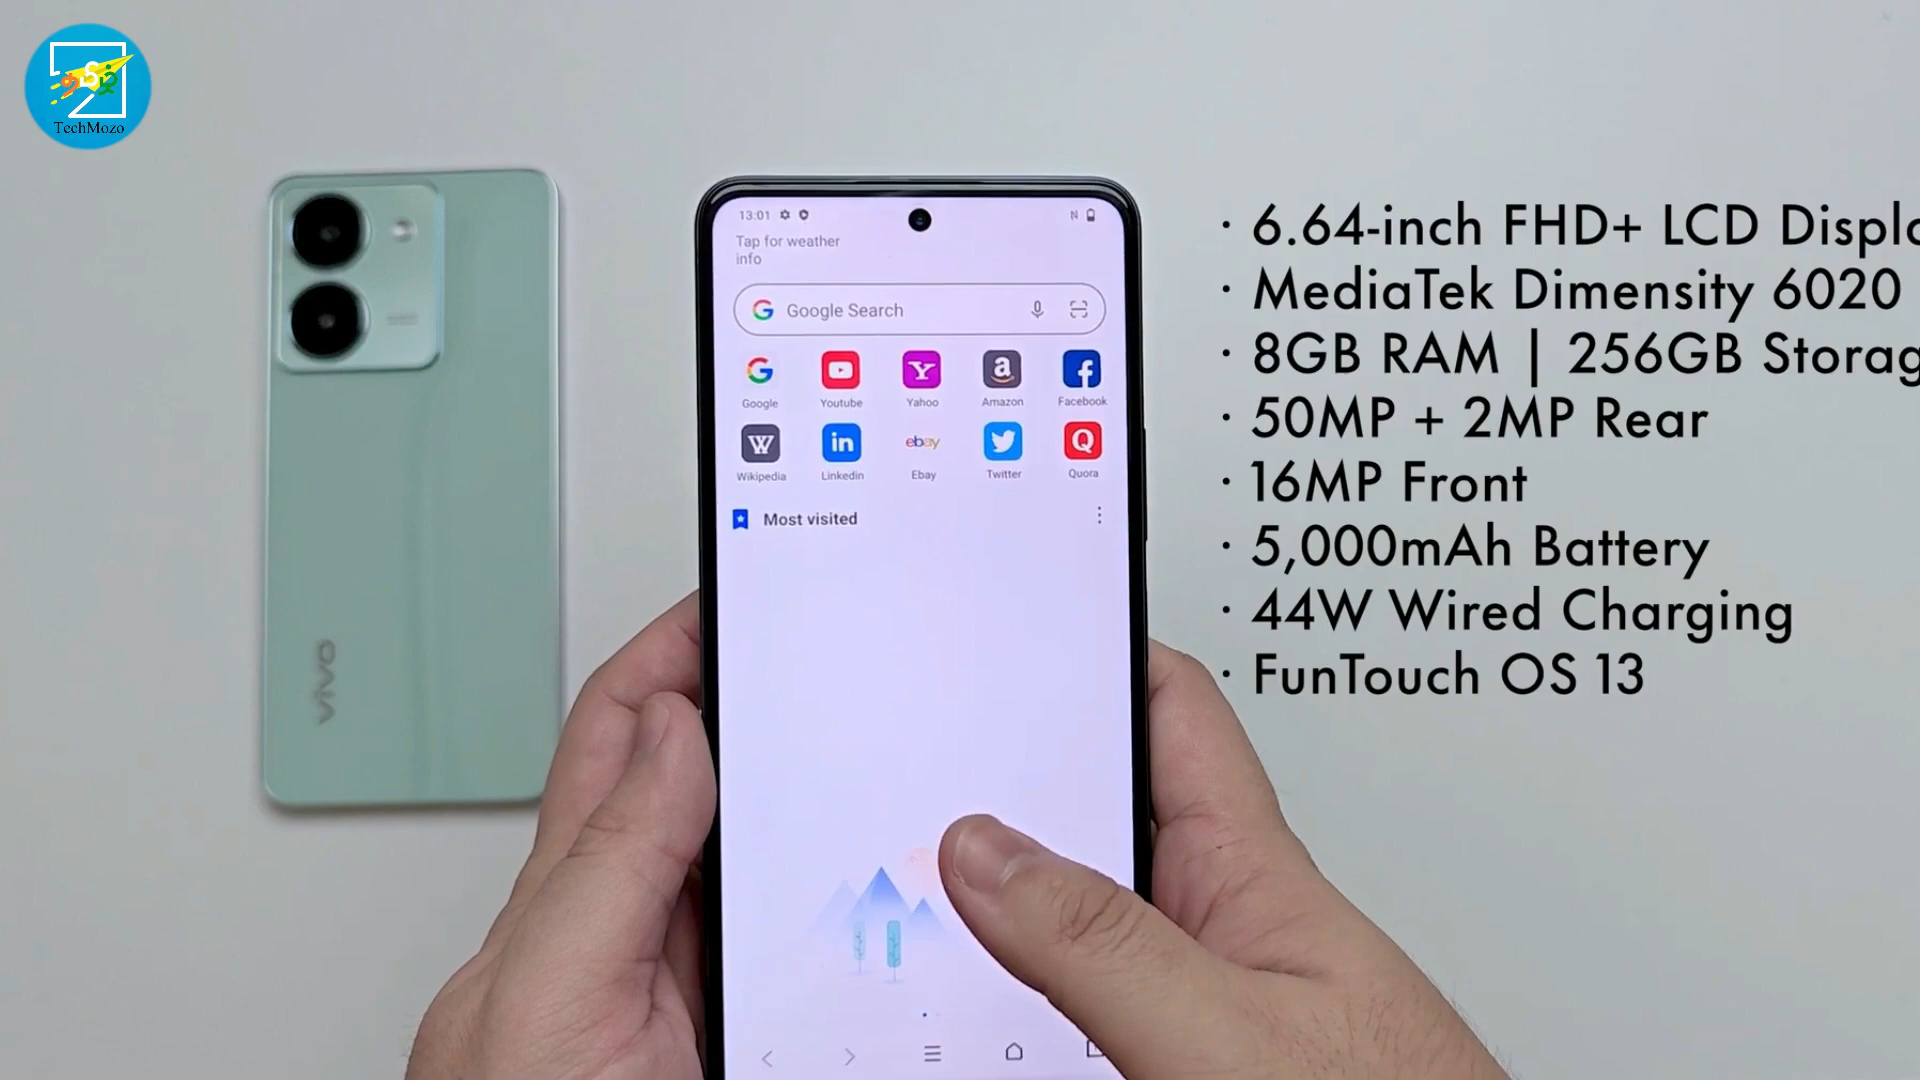 TechMozo
vivo
13:01
Tap for weather
info
Google Search
Google
Youtube
Yahoo
Amazon
Facebook
Wikipedia
Linkedin
ebay
Ebay
Twitter
Quora
Most visited
· 6.64-inch FHD+ LCD Displa
· MediaTek Dimensity 6020
· 8GB RAM | 256GB Storag
· 50MP + 2MP Rear
· 16MP Front
· 5,000mAh Battery
· 44W Wired Charging
· FunTouch OS 13